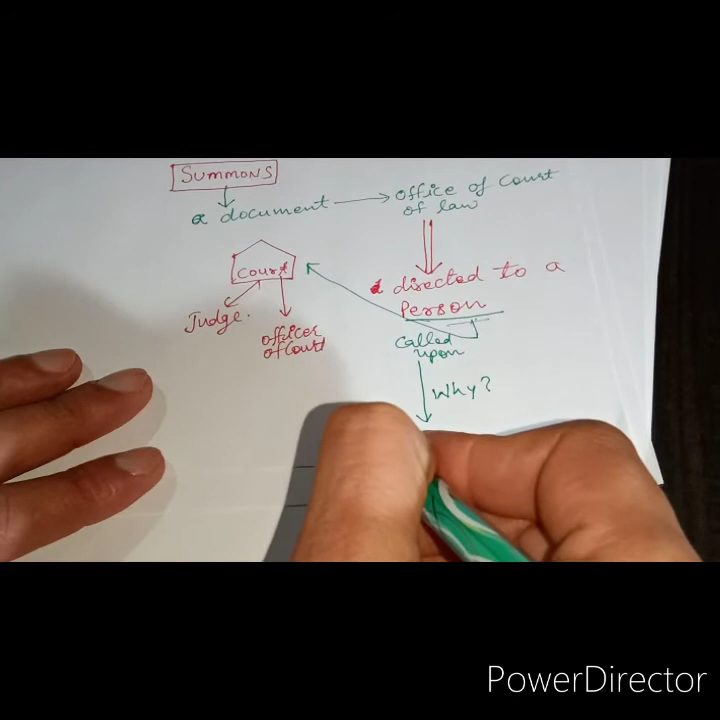 SUMMONS
a document
office of court
of law
court
directed to a
Person
Judge.
officer
of court
called
upon
Why?
PowerDirector